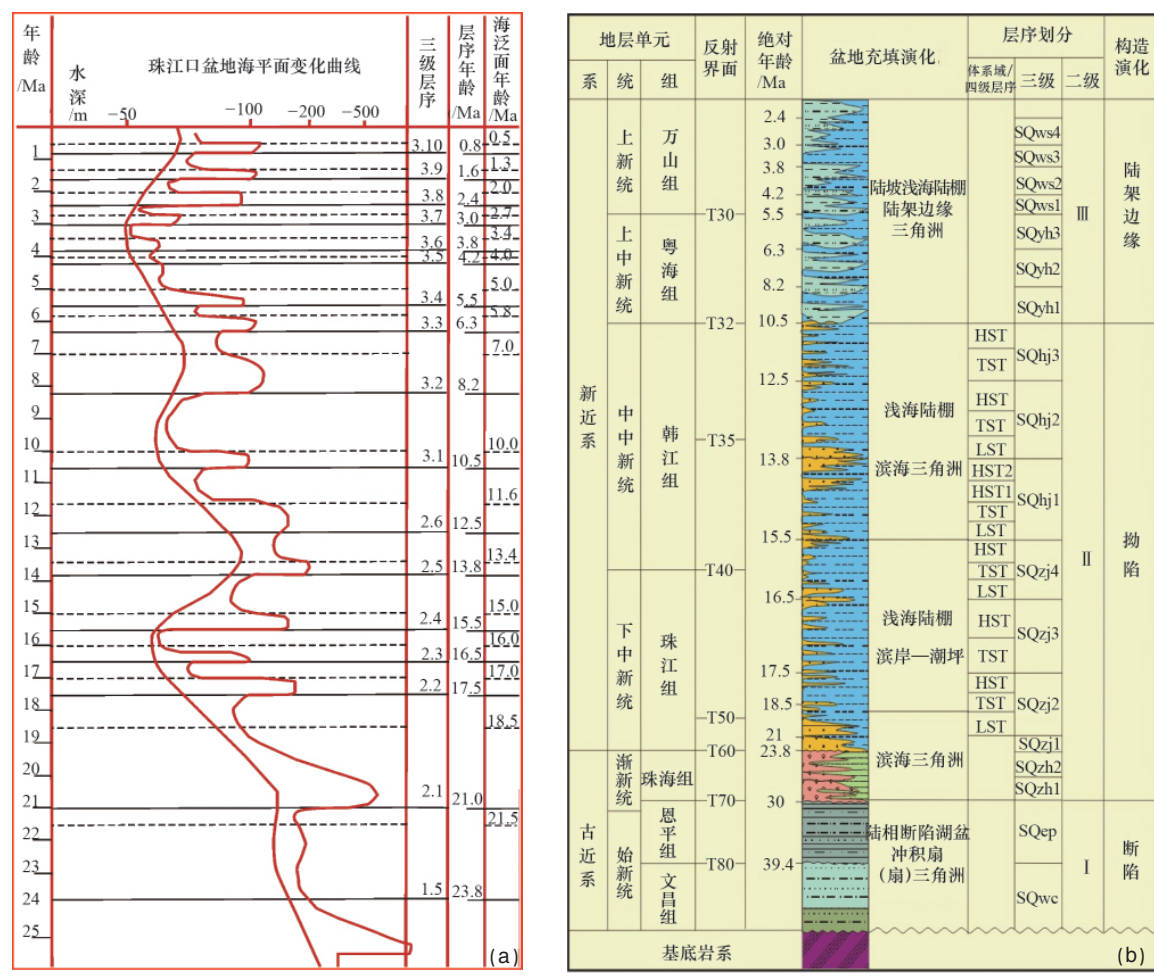 年龄/Ma
水深/m
珠江口盆地海平面变化曲线
三级层序
层序年龄/Ma
海泛面年龄/Ma
−50 −100 −200 −500
0.5
3.10 0.8
1
1.3
3.9 1.6
2 2.0
3.8 2.4
2.7
3 3.7 3.0
3.4
3.6 3.8
4 4.0
3.5 4.2
5 5.0
3.4 5.5
5.8
6
3.3 6.3
7 7.0
8 3.2 8.2
9
10 10.0
3.1 10.5
11
11.6
12
2.6 12.5
13
13.4
2.5 13.8
14
15 15.0
2.4 15.5
16 16.0
2.3 16.5
17 17.0
2.2 17.5
18
18.5
19
20
2.1 21.0
21
21.5
22
23
1.5 23.8
24
25
(a)
地层单元
系 统 组
反射界面
绝对年龄/Ma
盆地充填演化
层序划分
体系域/四级层序
三级 二级
构造演化
新近系
古近系
上新统
上中新统
中中新统
下中新统
渐新统
始新统
万山组
粤海组
韩江组
珠江组
珠海组
恩平组
文昌组
基底岩系
T30
T32
T35
T40
T50
T60
T70
T80
2.4
3.0
3.8
4.2
5.5
6.3
8.2
10.5
12.5
13.8
15.5
16.5
17.5
18.5
21
23.8
30
39.4
陆坡浅海陆棚
陆架边缘
三角洲
浅海陆棚
滨海三角洲
浅海陆棚
滨岸—潮坪
滨海三角洲
陆相断陷湖盆
冲积扇
(扇)三角洲
HST
TST
HST
TST
LST
HST2
HST1
TST
LST
HST
TST
LST
HST
TST
HST
TST
LST
SQws4
SQws3
SQws2
SQws1
SQyh3
SQyh2
SQyh1
SQhj3
SQhj2
SQhj1
SQzj4
SQzj3
SQzj2
SQzj1
SQzh2
SQzh1
SQep
SQwc
Ⅲ
Ⅱ
Ⅰ
陆架边缘
拗陷
断陷
(b)